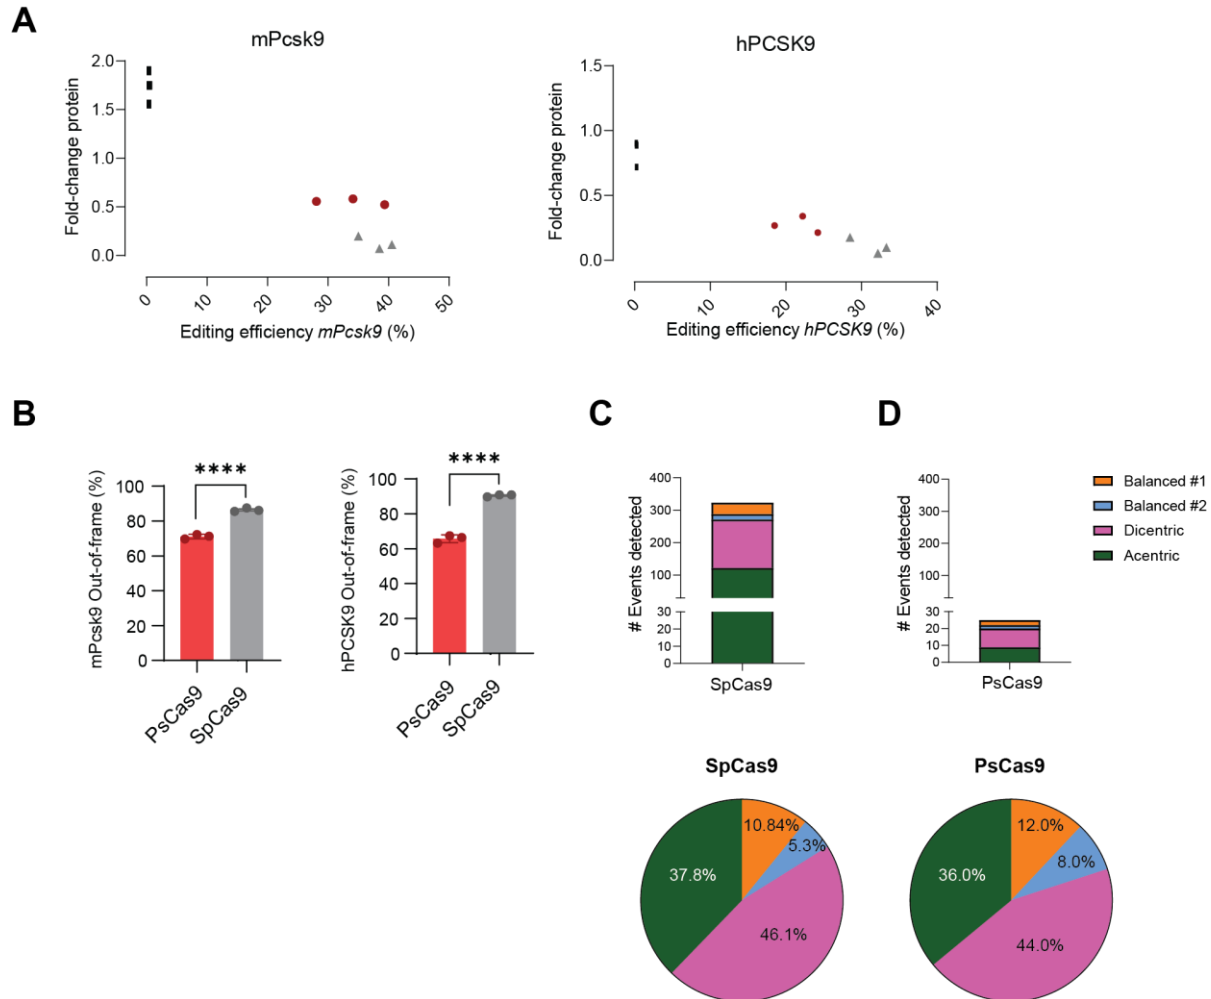 A
mPcsk9
Fold-change protein
2.0
1.5
1.0
0.5
0.0
0
10
20
30
40
50
Editing efficiency mPcsk9 (%)
hPCSK9
Fold-change protein
1.5
1.0
0.5
0.0
0
10
20
30
40
Editing efficiency hPCSK9 (%)
B
mPcsk9 Out-of-frame (%)
100
80
60
40
20
0
****
PsCas9
SpCas9
hPCSK9 Out-of-frame (%)
100
80
60
40
20
0
****
PsCas9
SpCas9
C
# Events detected
400
300
200
100
30
20
10
0
SpCas9
D
# Events detected
400
300
200
100
30
20
10
0
PsCas9
Balanced #1
Balanced #2
Dicentric
Acentric
SpCas9
10.84%
5.3%
37.8%
46.1%
PsCas9
12.0%
8.0%
36.0%
44.0%